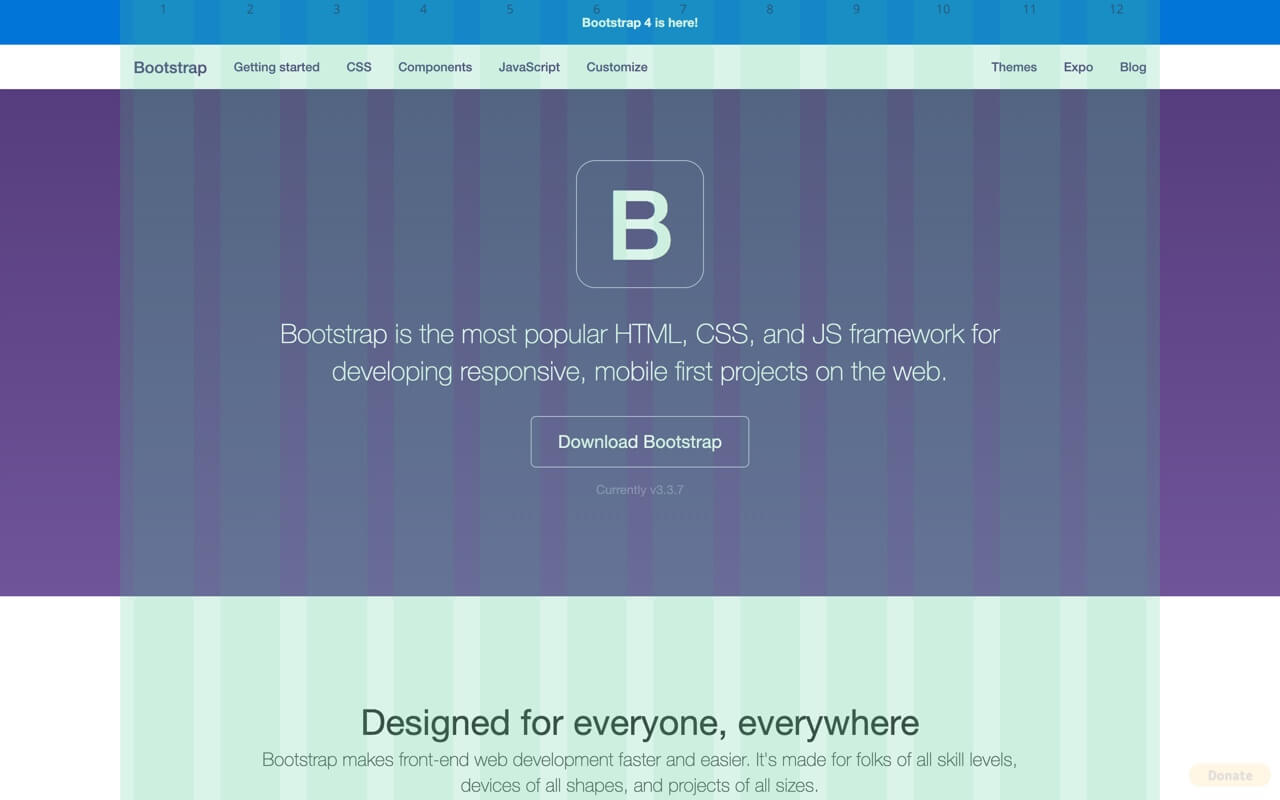 1 2 3 4 5 6 7 8 9 10 11 12
Bootstrap 4 is here!
Bootstrap Getting started CSS Components JavaScript Customize Themes Expo Blog
B
Bootstrap is the most popular HTML, CSS, and JS framework for
developing responsive, mobile first projects on the web.
Download Bootstrap
Currently v3.3.7
Designed for everyone, everywhere
Bootstrap makes front-end web development faster and easier. It's made for folks of all skill levels,
devices of all shapes, and projects of all sizes.
Donate